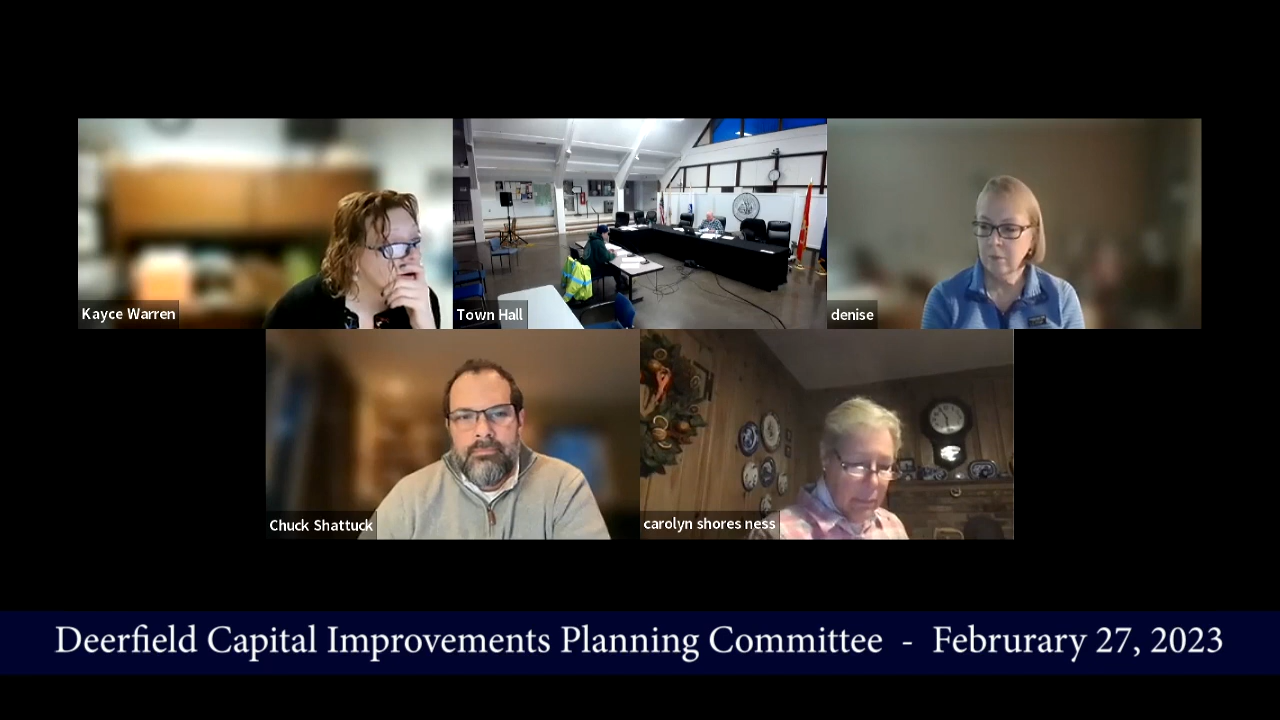 Kayce Warren
Town Hall
denise
Chuck Shattuck
carolyn shores ness
Deerfield Capital Improvements Planning Committee - Februrary 27, 2023